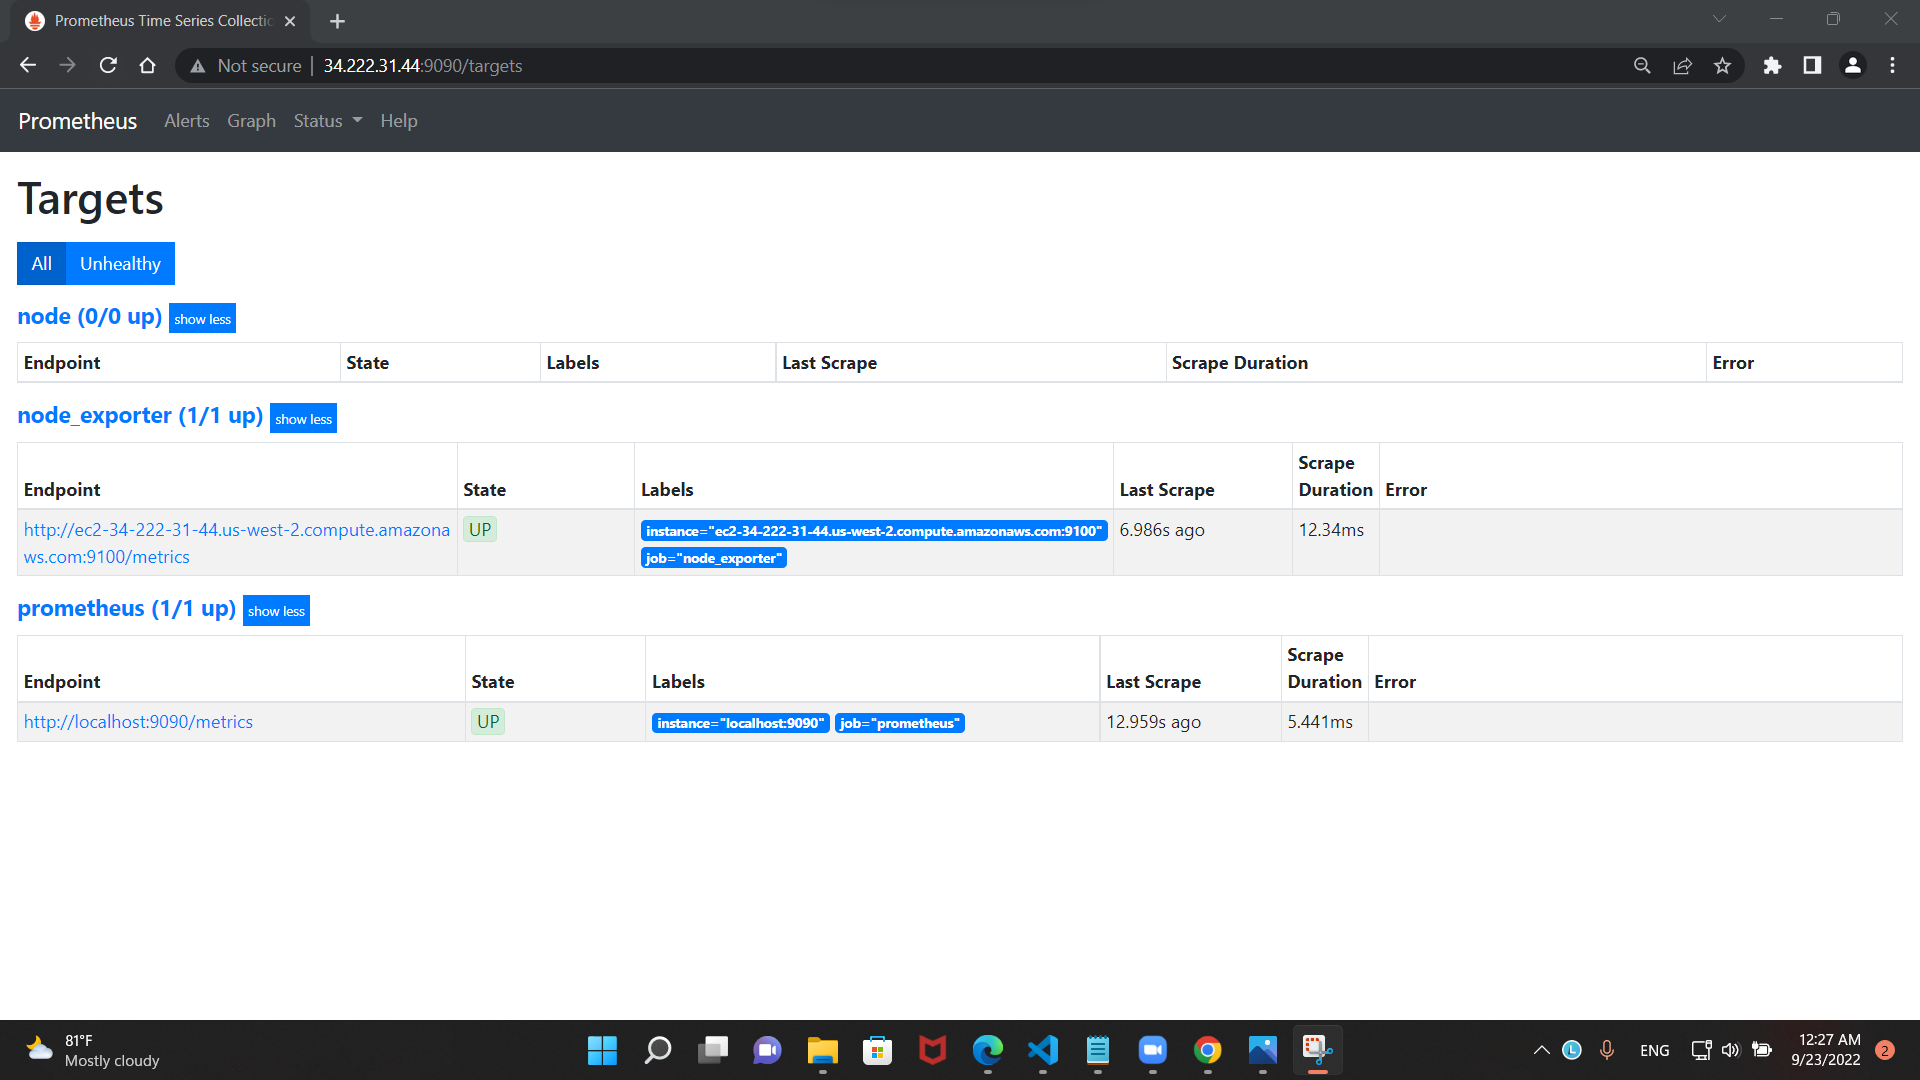 Prometheus Time Series Collectio
Not secure
34.222.31.44:9090/targets
Prometheus Alerts Graph Status Help
Targets
All Unhealthy
node (0/0 up) show less
Endpoint State Labels Last Scrape Scrape Duration Error
node_exporter (1/1 up) show less
Endpoint State Labels Last Scrape Scrape Duration Error
http://ec2-34-222-31-44.us-west-2.compute.amazona
ws.com:9100/metrics
UP
instance="ec2-34-222-31-44.us-west-2.compute.amazonaws.com:9100"
job="node_exporter"
6.986s ago
12.34ms
prometheus (1/1 up) show less
Endpoint State Labels Last Scrape Scrape Duration Error
http://localhost:9090/metrics UP instance="localhost:9090" job="prometheus" 12.959s ago 5.441ms
81°F
Mostly cloudy
L
ENG
12:27 AM
9/23/2022
2